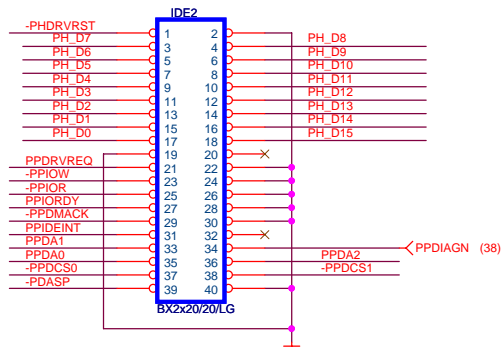 IDE2
-PHDRVRST 1 2
PH_D7 3 4 PH_D8
PH_D6 5 6 PH_D9
PH_D5 7 8 PH_D10
PH_D4 9 10 PH_D11
PH_D3 11 12 PH_D12
PH_D2 13 14 PH_D13
PH_D1 15 16 PH_D14
PH_D0 17 18 PH_D15
19 20
PPDRVREQ 21 22
-PPIOW 23 24
-PPIOR 25 26
PPIORDY 27 28
-PPDMACK 29 30
PPIDEINT 31 32
PPDA1 33 34 PPDIAGN (38)
PPDA0 35 36 PPDA2
-PPDCS0 37 38 -PPDCS1
-PDASP 39 40
BX2x20/20/LG